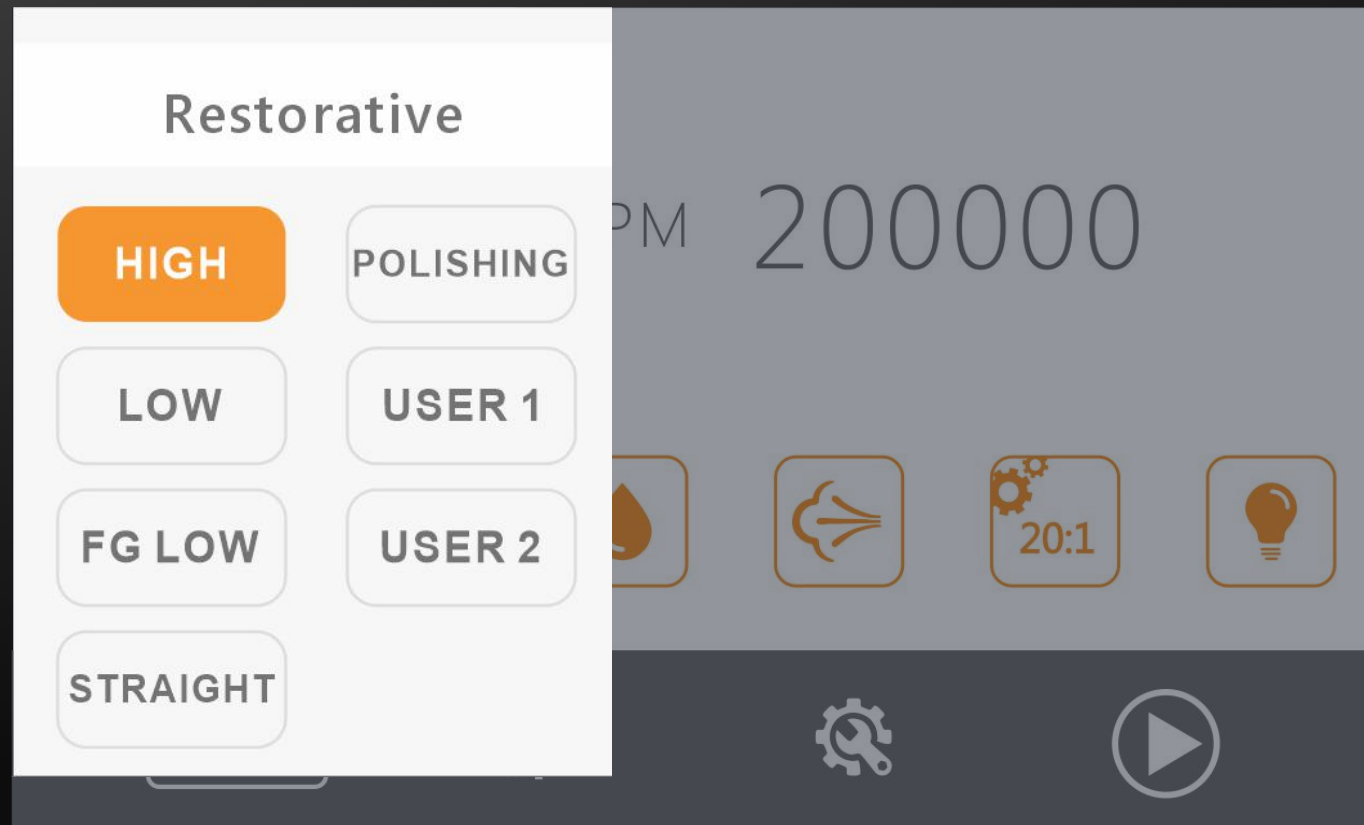 Restorative
HIGH
POLISHING
LOW
USER 1
FG LOW
USER 2
STRAIGHT
PM 200000
20:1